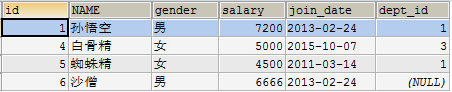 id NAME gender salary join_date dept_id
1 孙悟空 男 7200 2013-02-24 1
4 白骨精 女 5000 2015-10-07 3
5 蜘蛛精 女 4500 2011-03-14 1
6 沙僧 男 6666 2013-02-24 (NULL)